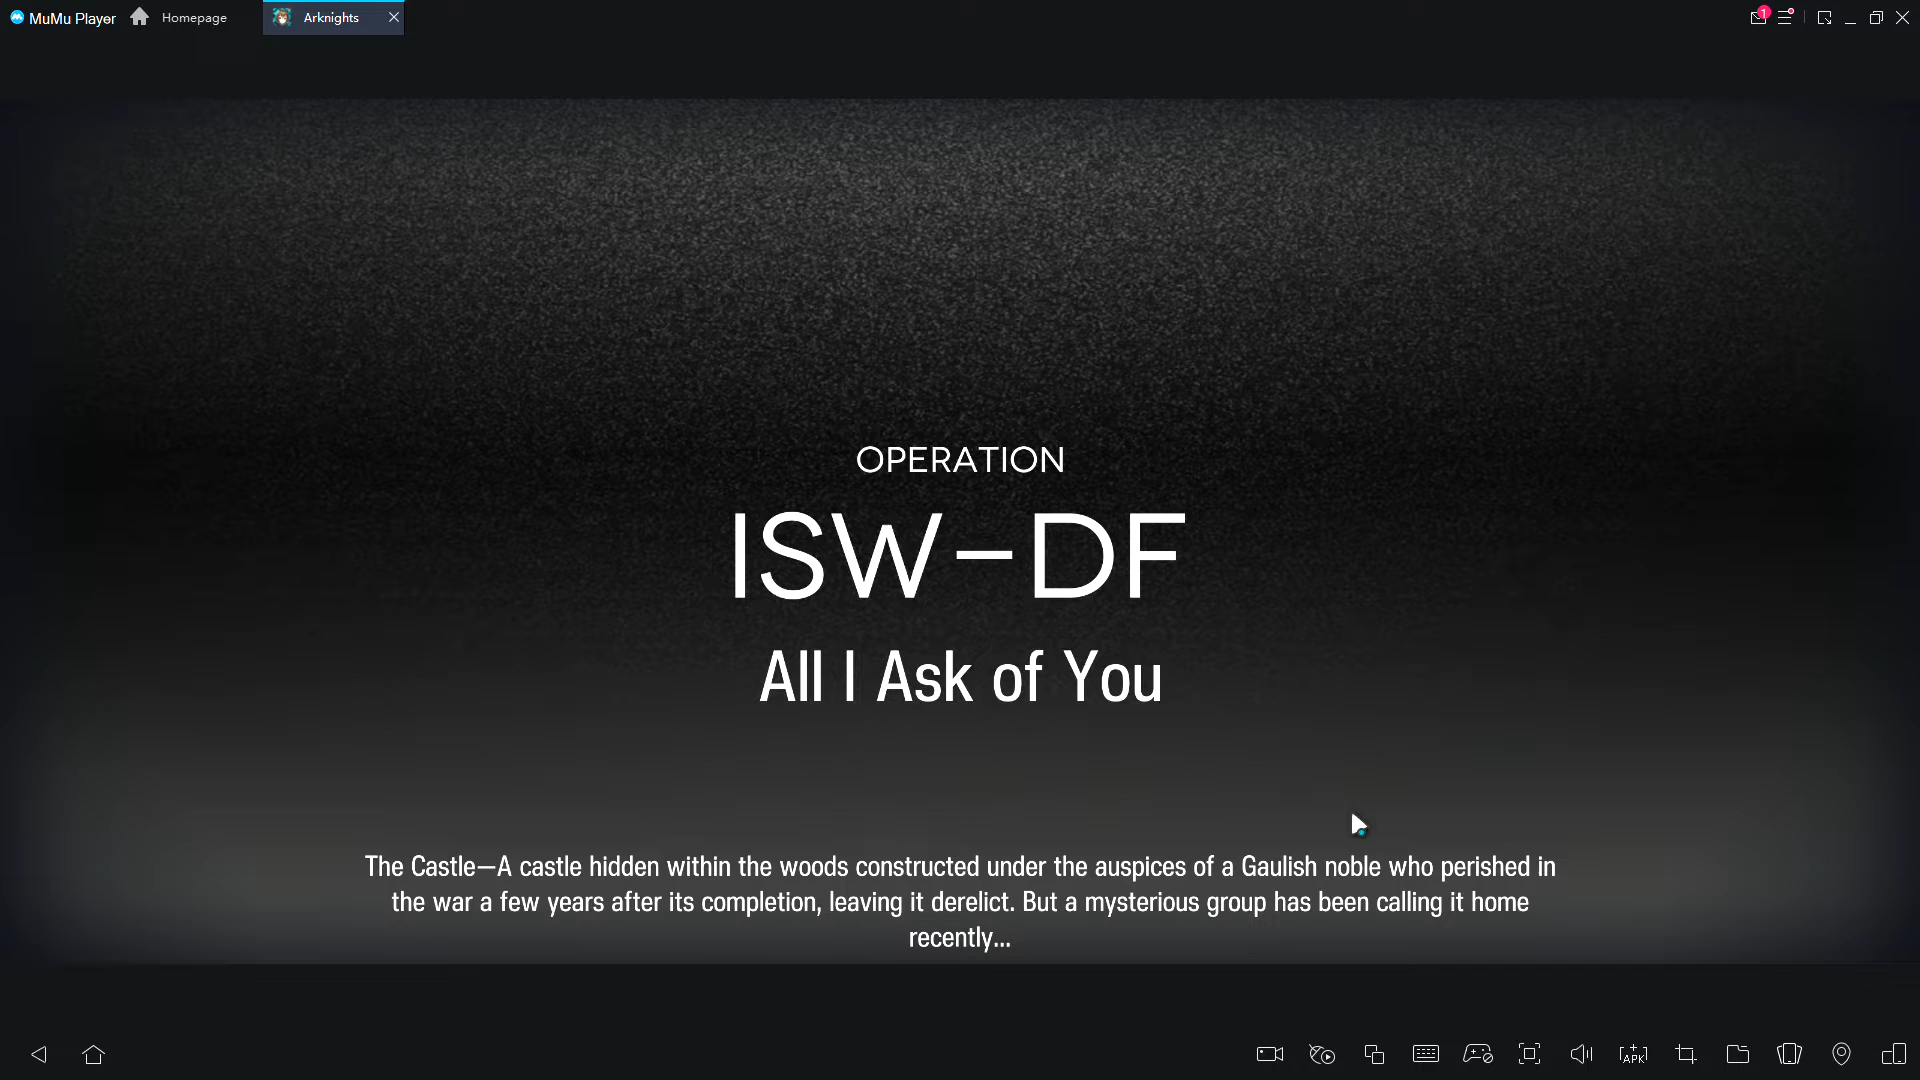 MuMu Player Homepage Arknights 1
OPERATION
ISW-DF
All I Ask of You
The Castle—A castle hidden within the woods constructed under the auspices of a Gaulish noble who perished in
the war a few years after its completion, leaving it derelict. But a mysterious group has been calling it home
recently...
APK